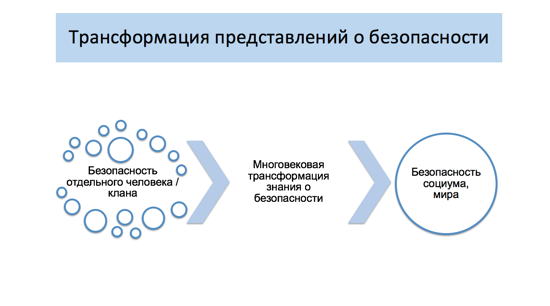 Трансформация представлений о безопасности
Безопасность
отдельного человека /
клана
Многовековая
трансформация
знания о
безопасности
Безопасность
социума,
мира